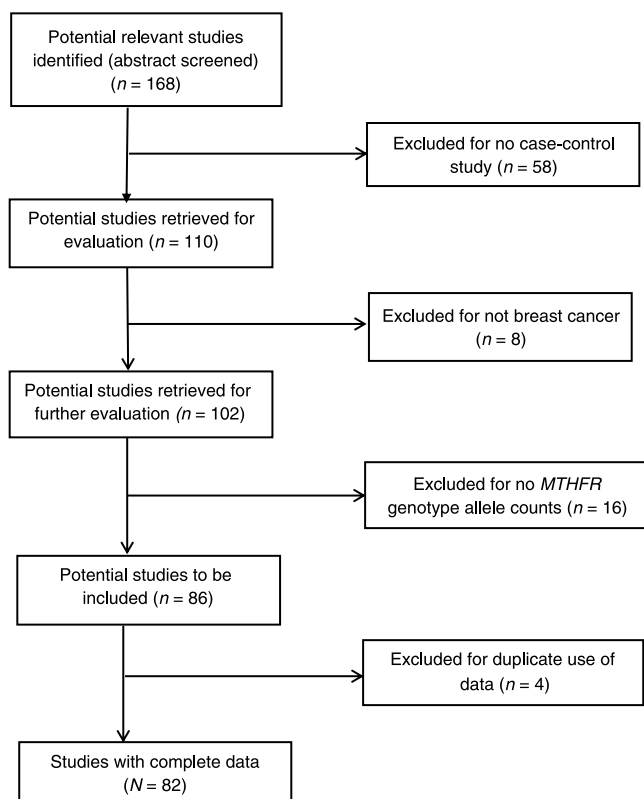 Potential relevant studies
identified (abstract screened)
(n = 168)
Excluded for no case-control
study (n = 58)
Potential studies retrieved for
evaluation (n = 110)
Excluded for not breast cancer
(n = 8)
Potential studies retrieved for
further evaluation (n = 102)
Excluded for no MTHFR
genotype allele counts (n = 16)
Potential studies to be
included (n = 86)
Excluded for duplicate use of
data (n = 4)
Studies with complete data
(N = 82)